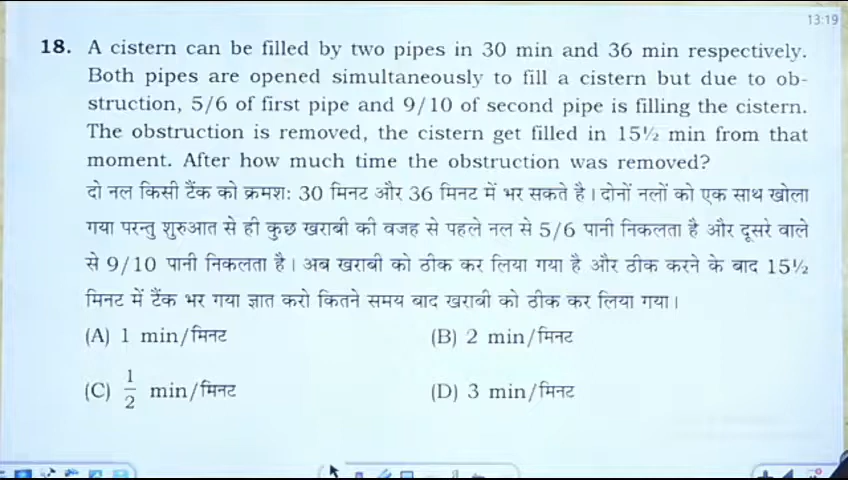 13:19
18. A cistern can be filled by two pipes in 30 min and 36 min respectively.
Both pipes are opened simultaneously to fill a cistern but due to ob-
struction, 5/6 of first pipe and 9/10 of second pipe is filling the cistern.
The obstruction is removed, the cistern get filled in 15½ min from that
moment. After how much time the obstruction was removed?
दो नल किसी टैंक को क्रमशः 30 मिनट और 36 मिनट में भर सकते है। दोनों नलों को एक साथ खोला
गया परन्तु शुरुआत से ही कुछ खराबी की वजह से पहले नल से 5/6 पानी निकलता है और दूसरे वाले
से 9/10 पानी निकलता है। अब खराबी को ठीक कर लिया गया है और ठीक करने के बाद 15½
मिनट में टैंक भर गया ज्ञात करो कितने समय बाद खराबी को ठीक कर लिया गया।
(A) 1 min/मिनट (B) 2 min/मिनट
(C) 1/2 min/मिनट (D) 3 min/मिनट